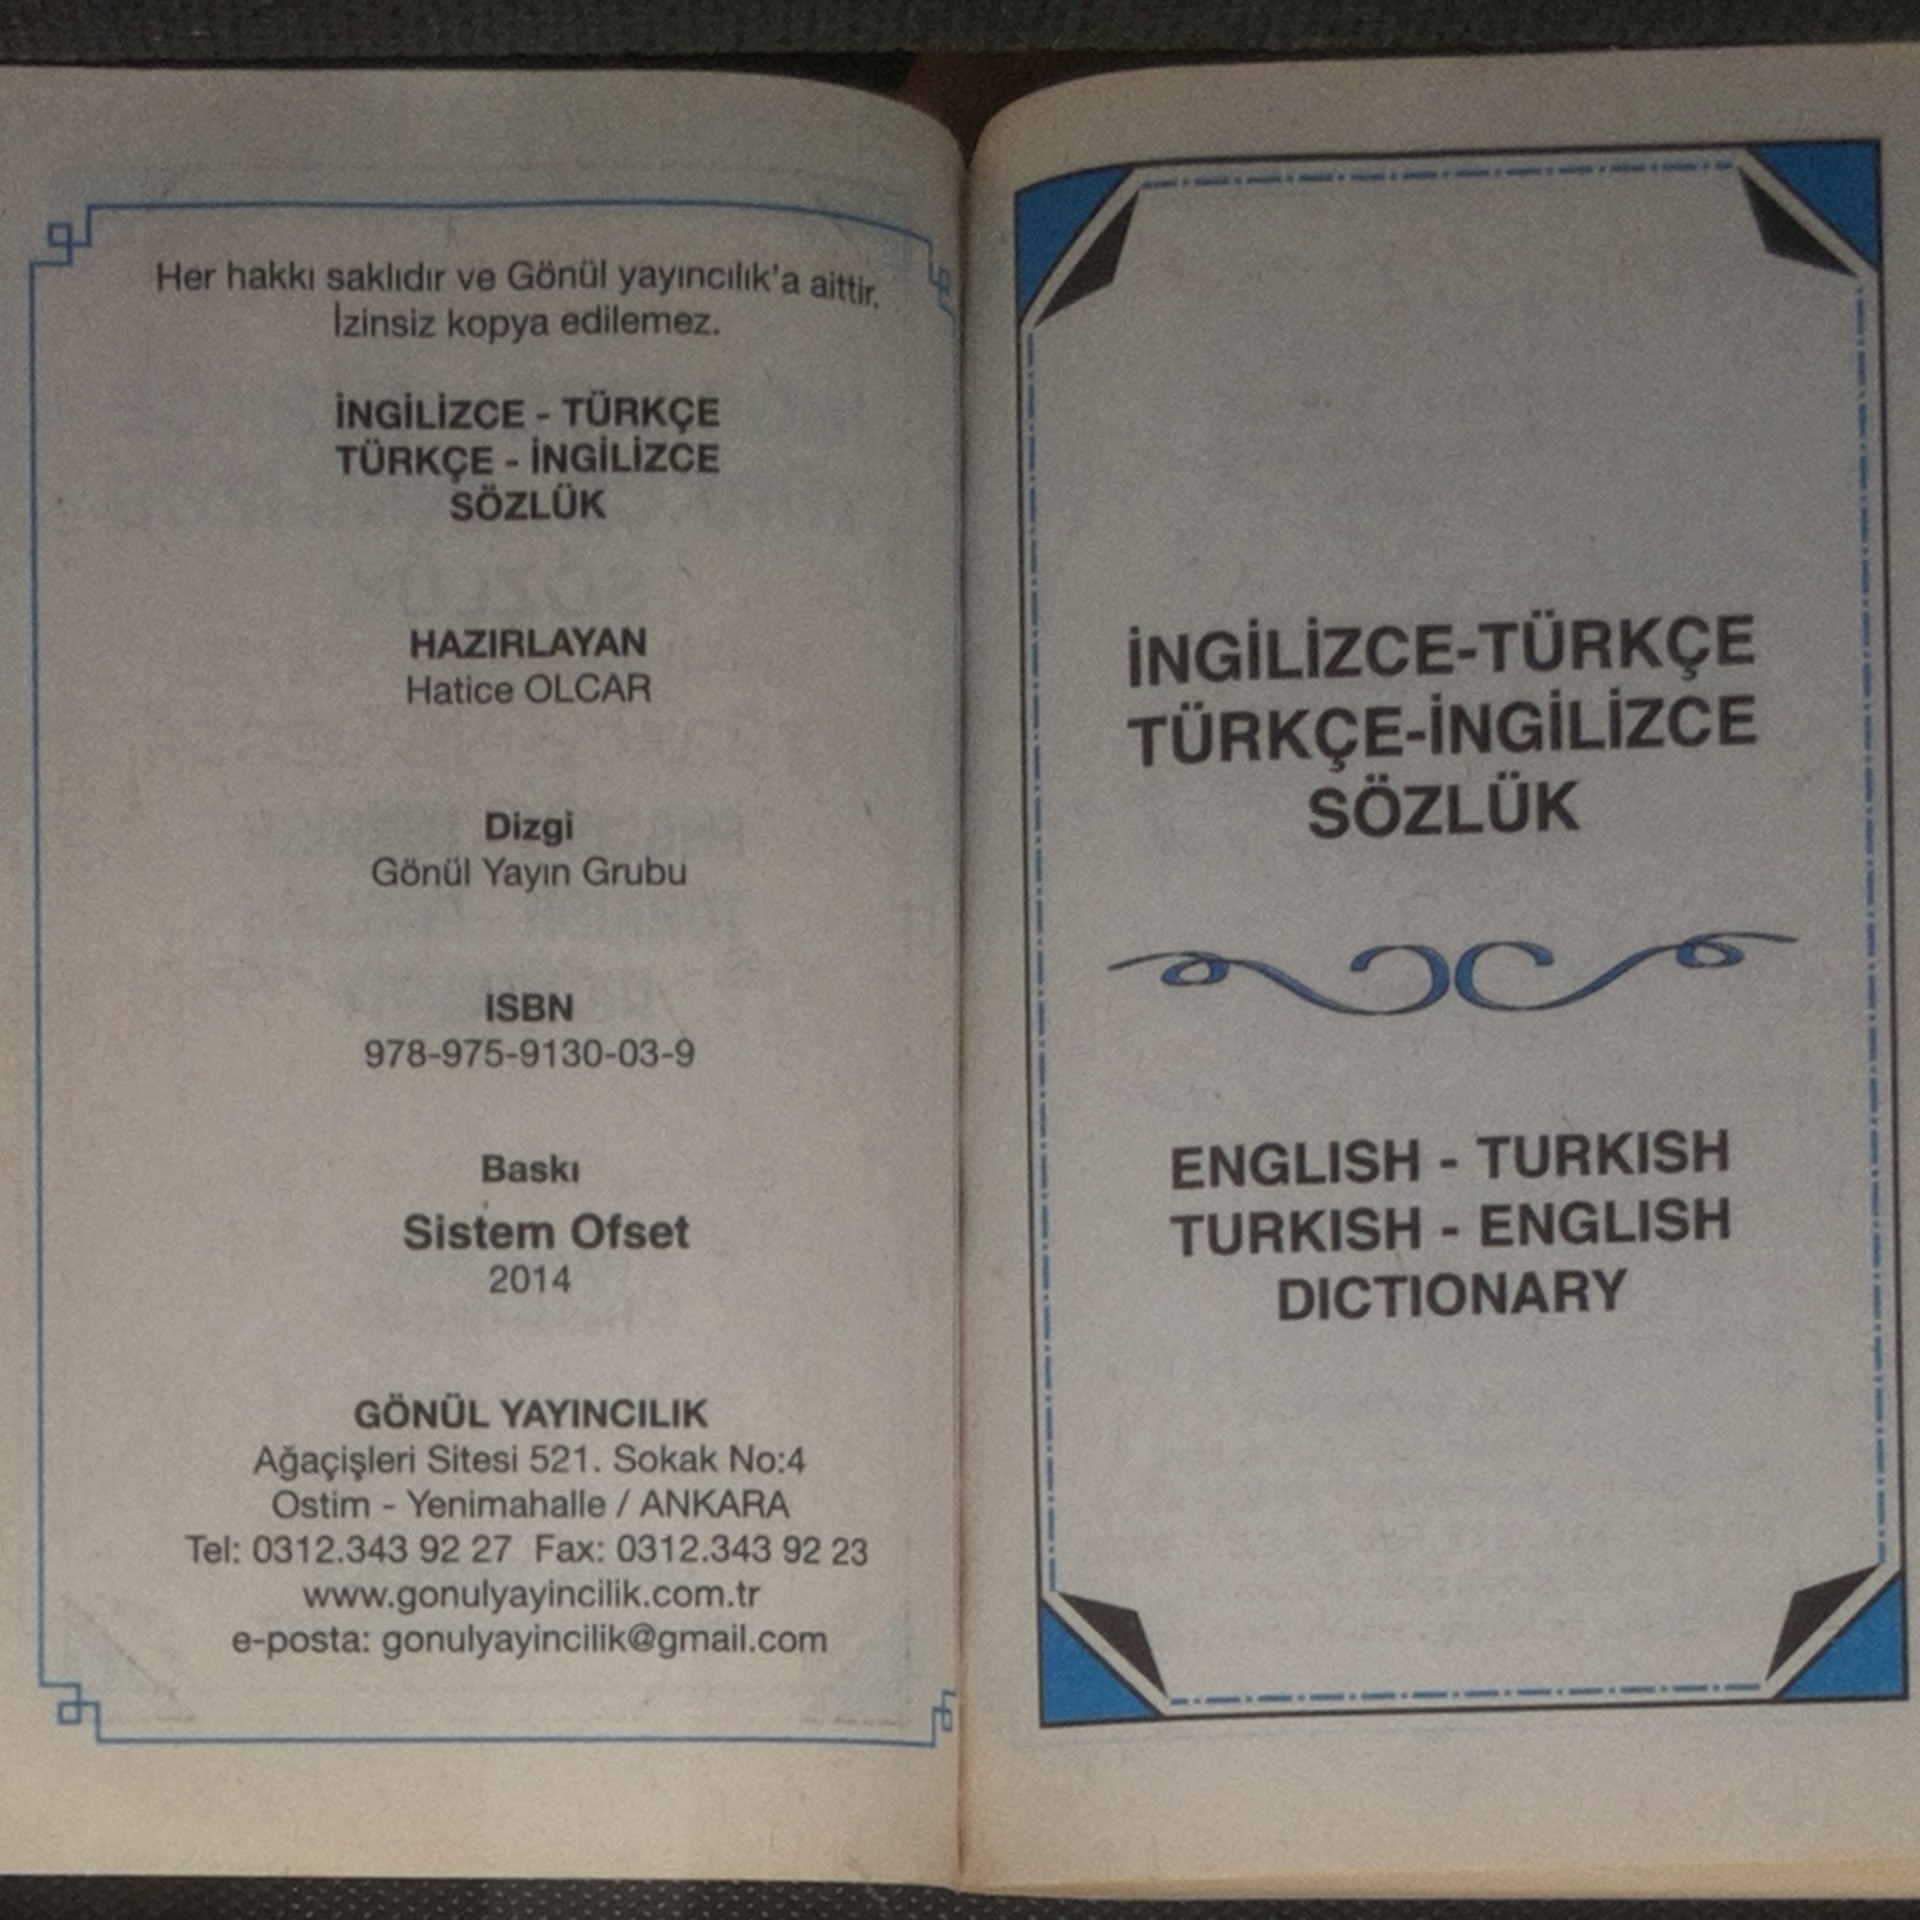 Her hakkı saklıdır ve Gönül yayıncılık'a aittir.
İzinsiz kopya edilemez.
İNGİLİZCE - TÜRKÇE
TÜRKÇE - İNGİLİZCE
SÖZLÜK
HAZIRLAYAN
Hatice OLCAR
Dizgi
Gönül Yayın Grubu
ISBN
978-975-9130-03-9
Baskı
Sistem Ofset
2014
GÖNÜL YAYINCILIK
Ağaçişleri Sitesi 521. Sokak No:4
Ostim - Yenimahalle / ANKARA
Tel: 0312.343 92 27 Fax: 0312.343 92 23
www.gonulyayincilik.com.tr
e-posta: gonulyayincilik@gmail.com
İNGİLİZCE-TÜRKÇE
TÜRKÇE-İNGİLİZCE
SÖZLÜK
ENGLISH - TURKISH
TURKISH - ENGLISH
DICTIONARY